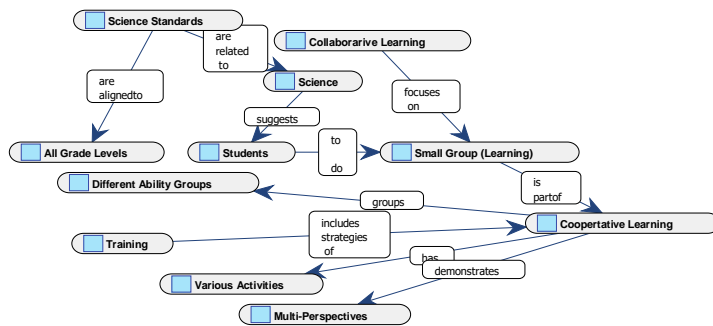 Science Standards
are
related
to
Collaborarive Learning
are
alignedto
Science
focuses
on
suggests
All Grade Levels
Students
to
do
Small Group (Learning)
Different Ability Groups
is
partof
groups
Training
includes
strategies
of
Coopertative Learning
has
demonstrates
Various Activities
Multi-Perspectives